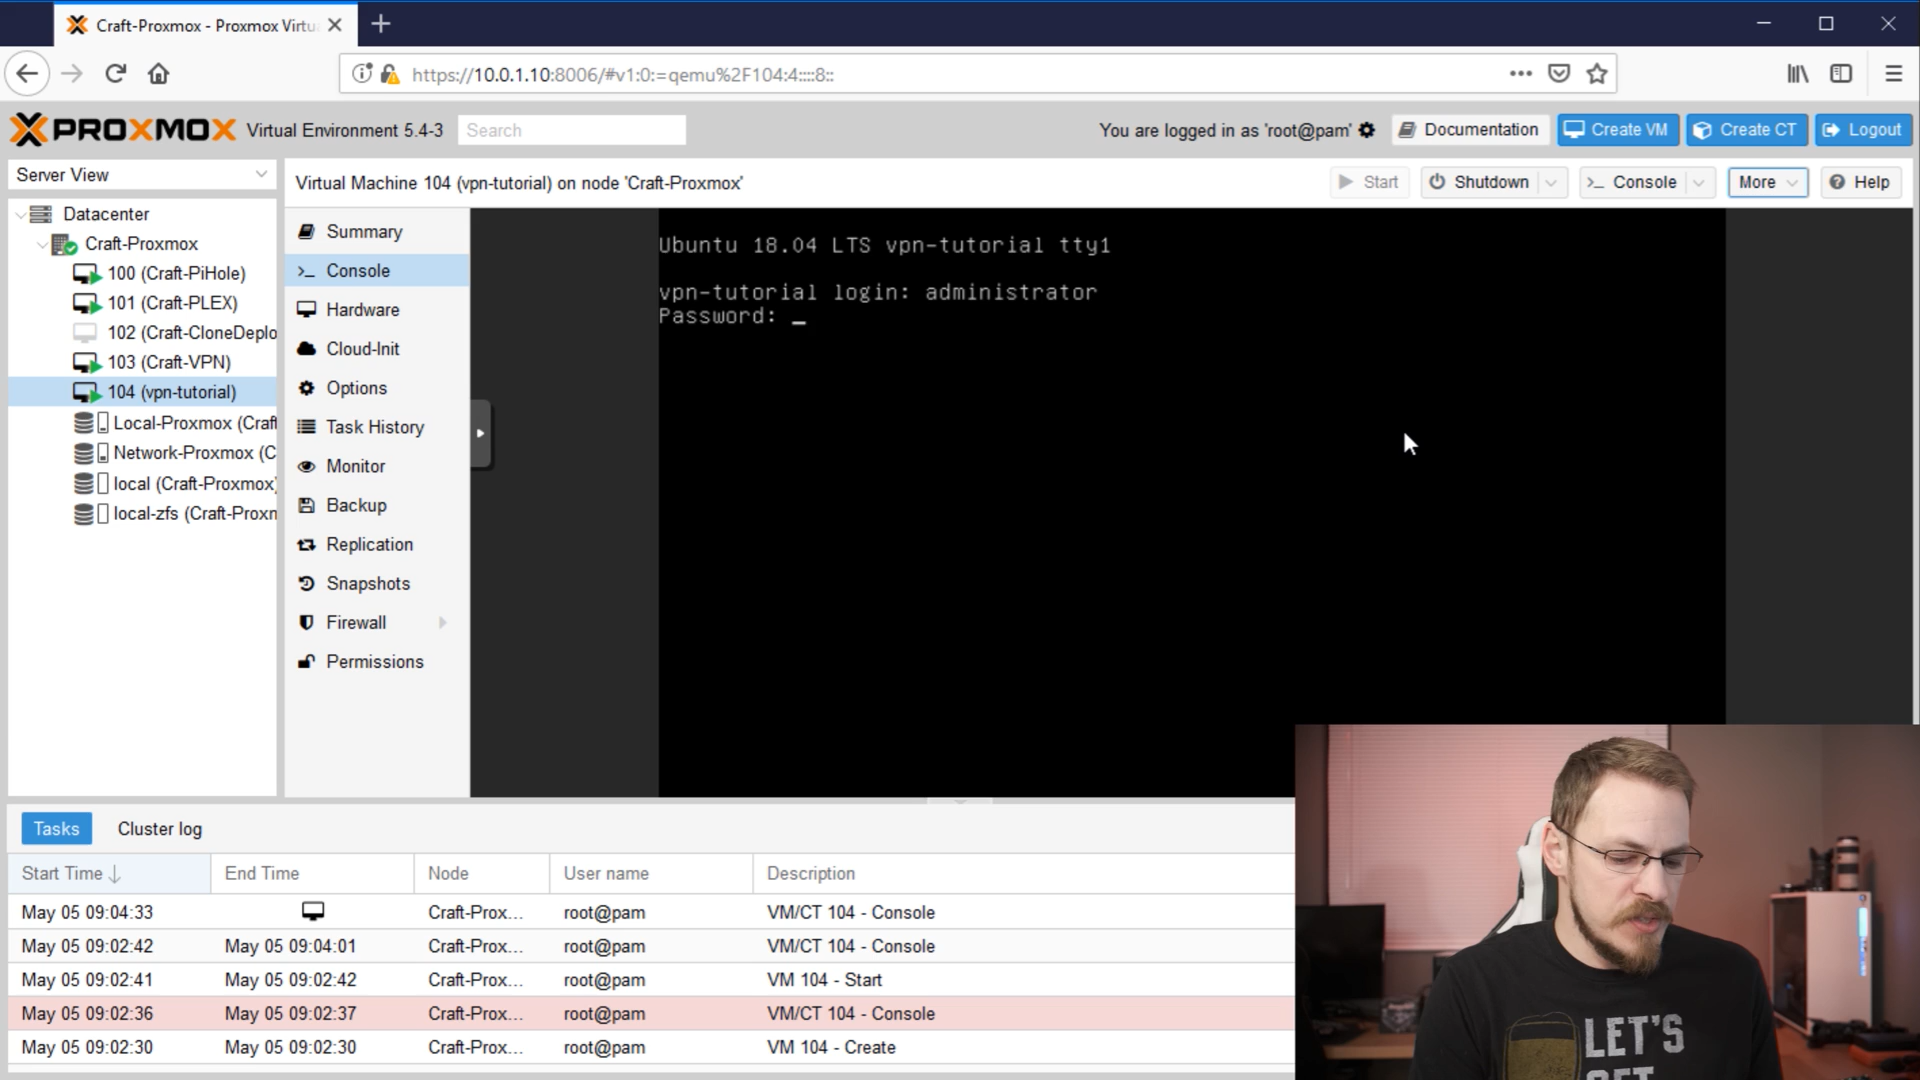 Craft-Proxmox - Proxmox Virtu
https://10.0.1.10:8006/#v1:0:=qemu%2F104:4::::8::
PROXMOX Virtual Environment 5.4-3 Search You are logged in as 'root@pam' Documentation Create VM Create CT Logout
Server View
Virtual Machine 104 (vpn-tutorial) on node 'Craft-Proxmox' Start Shutdown Console More Help
Datacenter
Craft-Proxmox
100 (Craft-PiHole)
101 (Craft-PLEX)
102 (Craft-CloneDeplo
103 (Craft-VPN)
104 (vpn-tutorial)
Local-Proxmox (Craft
Network-Proxmox (C
local (Craft-Proxmox)
local-zfs (Craft-Proxn
Summary
Console
Hardware
Cloud-Init
Options
Task History
Monitor
Backup
Replication
Snapshots
Firewall
Permissions
Ubuntu 18.04 LTS vpn-tutorial tty1
vpn-tutorial login: administrator
Password: _
Tasks Cluster log
Start Time End Time Node User name Description
May 05 09:04:33 Craft-Prox... root@pam VM/CT 104 - Console
May 05 09:02:42 May 05 09:04:01 Craft-Prox... root@pam VM/CT 104 - Console
May 05 09:02:41 May 05 09:02:42 Craft-Prox... root@pam VM 104 - Start
May 05 09:02:36 May 05 09:02:37 Craft-Prox... root@pam VM/CT 104 - Console
May 05 09:02:30 May 05 09:02:30 Craft-Prox... root@pam VM 104 - Create
LET'S
GET